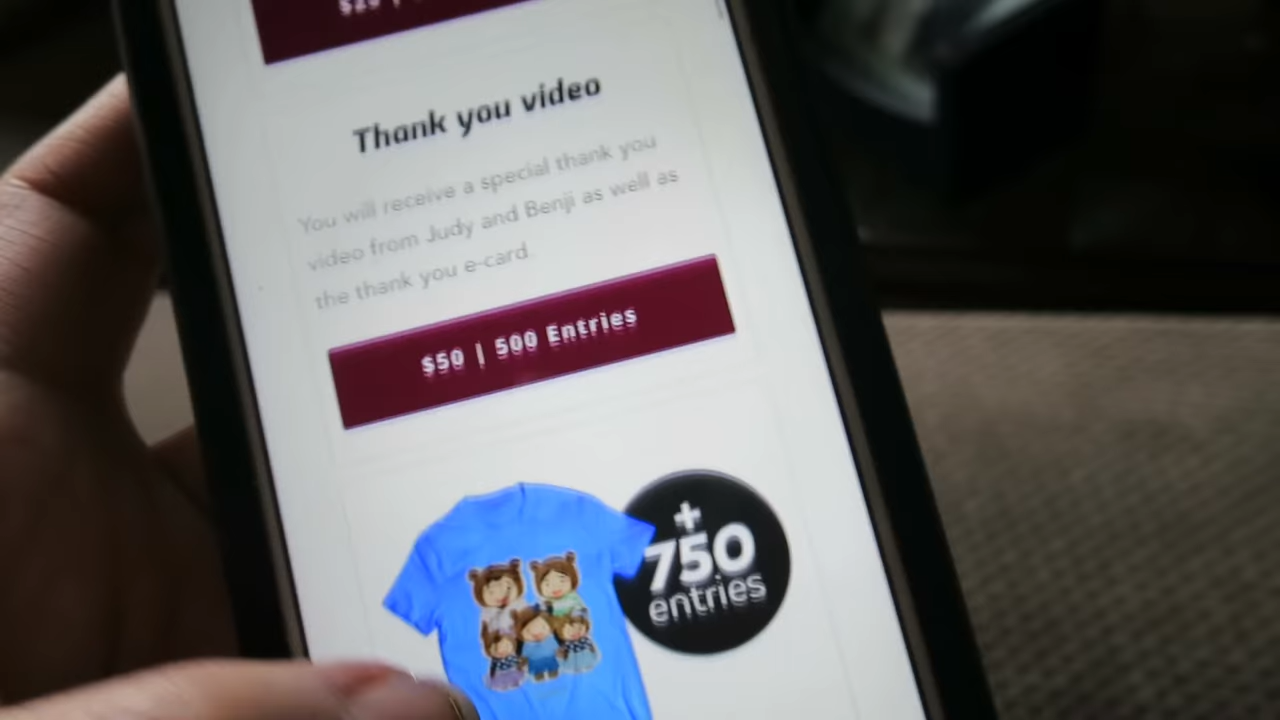 $25 |
Thank you video
You will receive a special thank you
video from Judy and Benji as well as
the thank you e-card.
$50 | 500 Entries
+
750
entries